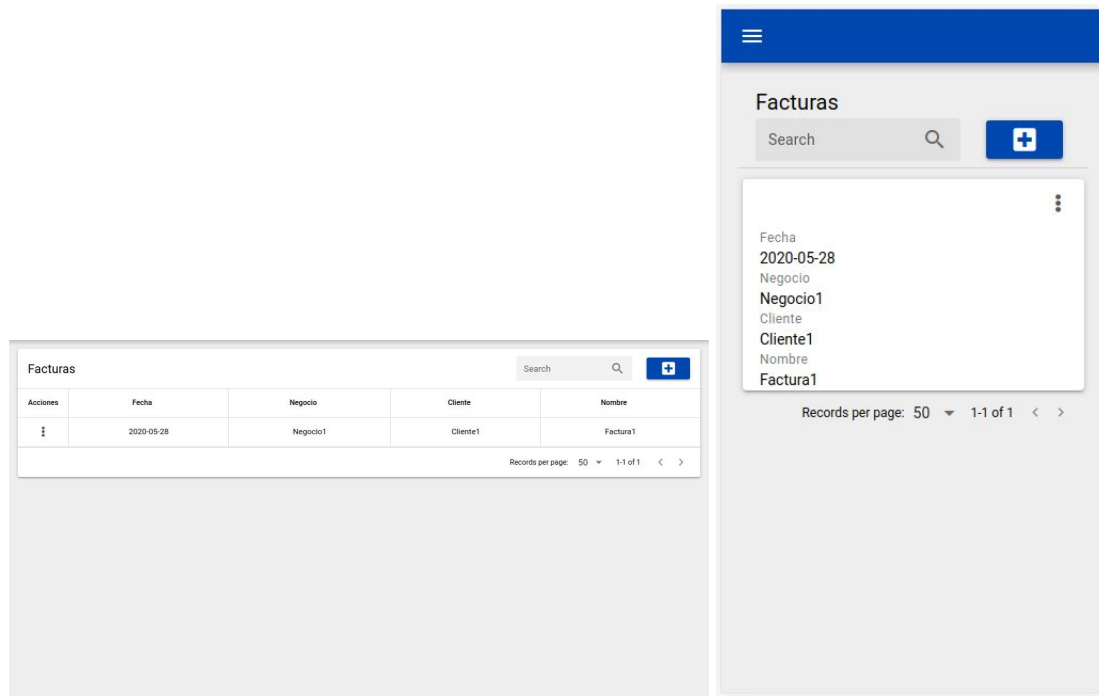 Facturas
Search
Acciones Fecha Negocio Cliente Nombre
2020-05-28 Negocio1 Cliente1 Factura1
Records per page: 50 1-1 of 1
Facturas
Search
Fecha
2020-05-28
Negocio
Negocio1
Cliente
Cliente1
Nombre
Factura1
Records per page: 50 1-1 of 1